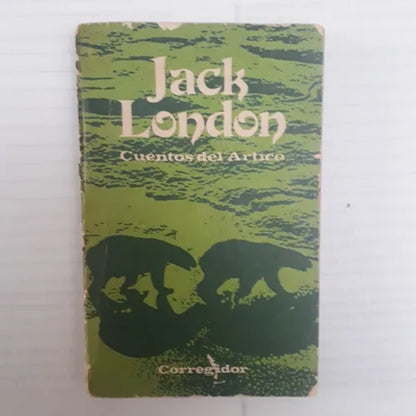 Jack
London
Cuentos del Artico
Corregidor